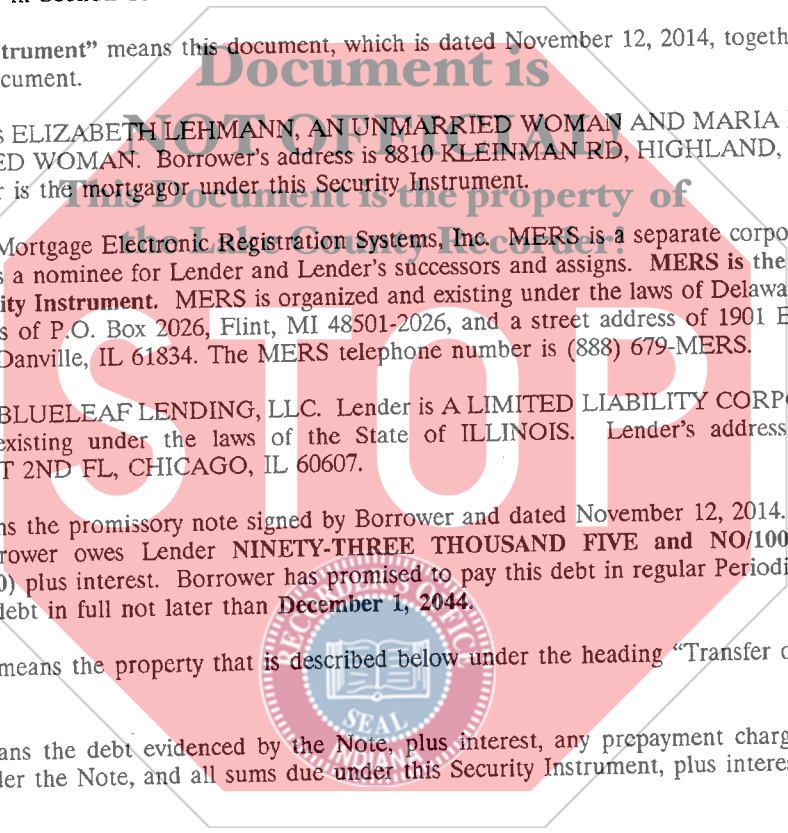 trument” means this document, which is dated November 12, 2014, togeth
cument.
Document is
NOT OFFICIAL!
s ELIZABETH LEHMANN, AN UNMARRIED WOMAN AND MARIA
ED WOMAN. Borrower's address is 8810 KLEINMAN RD, HIGHLAND,
r is the mortgagor under this Security Instrument.
This Document is the property of
the Lake County Recorder!
Mortgage Electronic Registration Systems, Inc. MERS is a separate corpo
s a nominee for Lender and Lender's successors and assigns. MERS is the
ity Instrument. MERS is organized and existing under the laws of Delawa
s of P.O. Box 2026, Flint, MI 48501-2026, and a street address of 1901 E
Danville, IL 61834. The MERS telephone number is (888) 679-MERS.
STOP
BLUELEAF LENDING, LLC. Lender is A LIMITED LIABILITY CORP
existing under the laws of the State of ILLINOIS. Lender's address
T 2ND FL, CHICAGO, IL 60607.
ns the promissory note signed by Borrower and dated November 12, 2014.
rrower owes Lender NINETY-THREE THOUSAND FIVE and NO/100
0) plus interest. Borrower has promised to pay this debt in regular Periodi
debt in full not later than December 1, 2044.
means the property that is described below under the heading “Transfer o
ans the debt evidenced by the Note, plus interest, any prepayment charg
der the Note, and all sums due under this Security Instrument, plus intere
SEAL
INDIANA